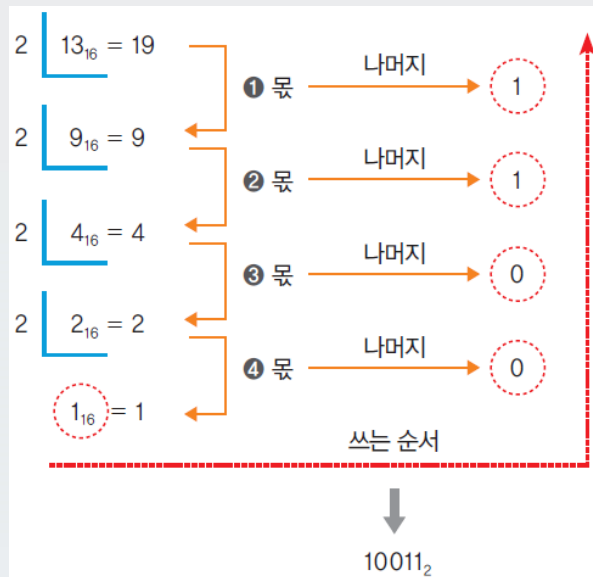 2 13₁₆ = 19
❶ 몫 나머지 1
2 9₁₆ = 9
❷ 몫 나머지 1
2 4₁₆ = 4
❸ 몫 나머지 0
2 2₁₆ = 2
❹ 몫 나머지 0
1₁₆ = 1
쓰는 순서
10011₂